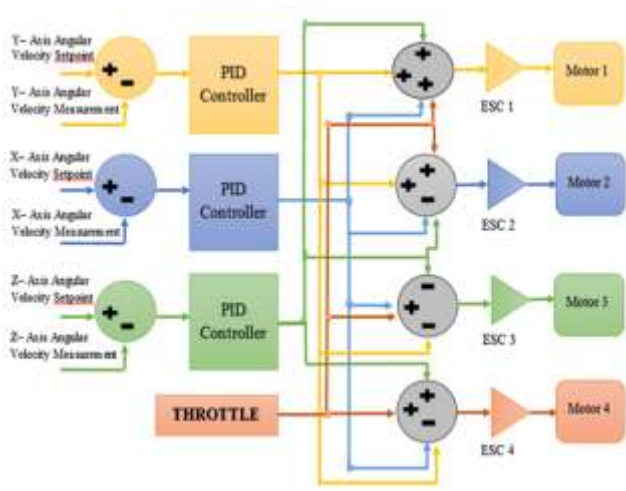 Y– Axis Angular
Velocity Setpoint
Y– Axis Angular
Velocity Measurement
+
-
PID
Controller
+
+
+
+
ESC 1
Motor 1
X– Axis Angular
Velocity Setpoint
X– Axis Angular
Velocity Measurement
+
-
PID
Controller
+
+
-
ESC 2
Motor 2
Z– Axis Angular
Velocity Setpoint
Z– Axis Angular
Velocity Measurement
+
-
PID
Controller
-
+
+
-
ESC 3
Motor 3
THROTTLE
+
+
-
ESC 4
Motor 4